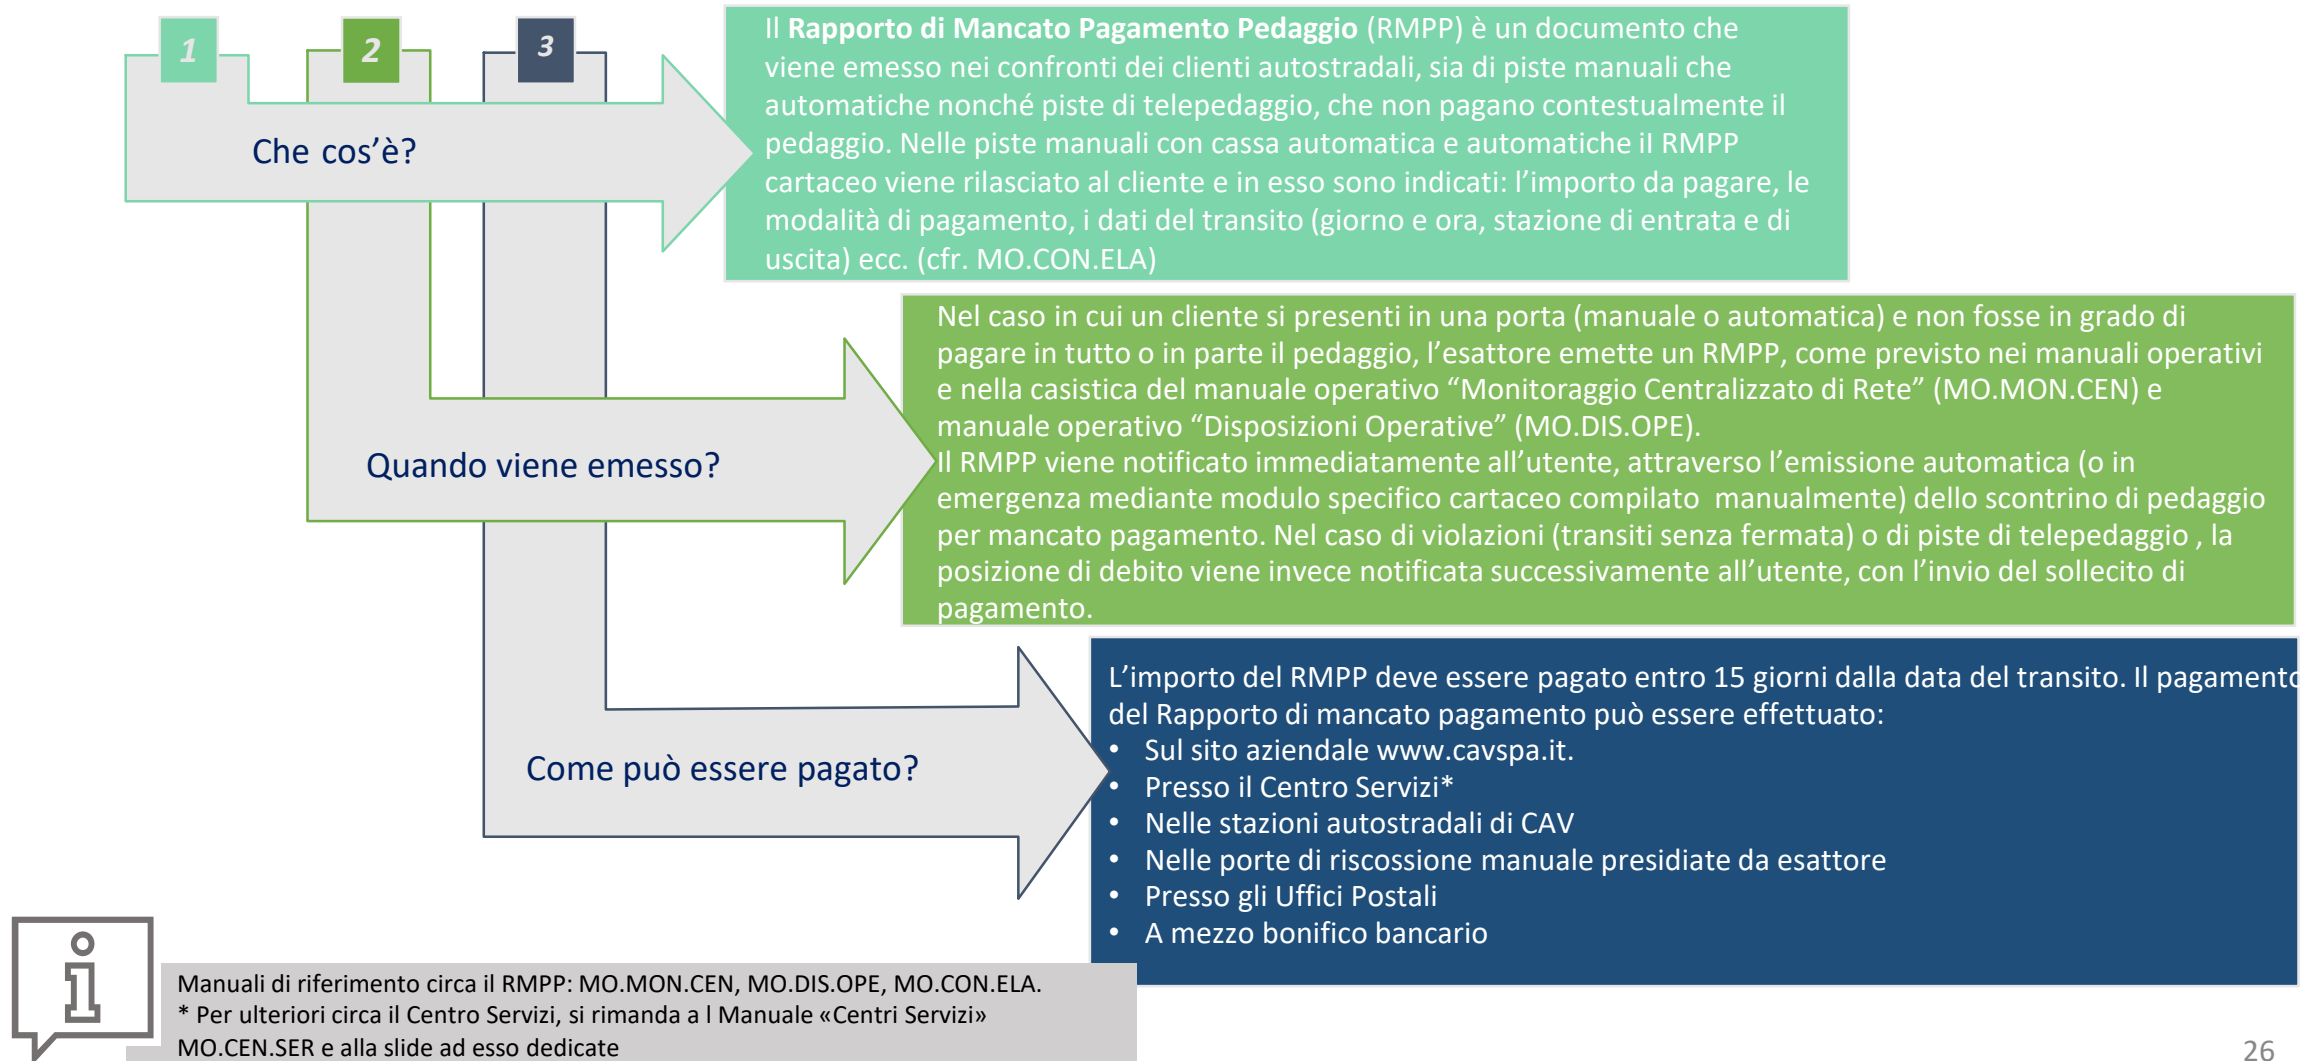 1
2
3
Che cos’è?
Il Rapporto di Mancato Pagamento Pedaggio (RMPP) è un documento che
viene emesso nei confronti dei clienti autostradali, sia di piste manuali che
automatiche nonché piste di telepedaggio, che non pagano contestualmente il
pedaggio. Nelle piste manuali con cassa automatica e automatiche iI RMPP
cartaceo viene rilasciato al cliente e in esso sono indicati: l’importo da pagare, le
modalità di pagamento, i dati del transito (giorno e ora, stazione di entrata e di
uscita) ecc. (cfr. MO.CON.ELA)
Quando viene emesso?
Nel caso in cui un cliente si presenti in una porta (manuale o automatica) e non fosse in grado di
pagare in tutto o in parte il pedaggio, l’esattore emette un RMPP, come previsto nei manuali operativi
e nella casistica del manuale operativo “Monitoraggio Centralizzato di Rete” (MO.MON.CEN) e
manuale operativo “Disposizioni Operative” (MO.DIS.OPE).
Il RMPP viene notificato immediatamente all’utente, attraverso l’emissione automatica (o in
emergenza mediante modulo specifico cartaceo compilato manualmente) dello scontrino di pedaggio
per mancato pagamento. Nel caso di violazioni (transiti senza fermata) o di piste di telepedaggio , la
posizione di debito viene invece notificata successivamente all’utente, con l’invio del sollecito di
pagamento.
Come può essere pagato?
L’importo del RMPP deve essere pagato entro 15 giorni dalla data del transito. Il pagamento
del Rapporto di mancato pagamento può essere effettuato:
• Sul sito aziendale www.cavspa.it.
• Presso il Centro Servizi*
• Nelle stazioni autostradali di CAV
• Nelle porte di riscossione manuale presidiate da esattore
• Presso gli Uffici Postali
• A mezzo bonifico bancario
Manuali di riferimento circa il RMPP: MO.MON.CEN, MO.DIS.OPE, MO.CON.ELA.
* Per ulteriori circa il Centro Servizi, si rimanda a l Manuale «Centri Servizi»
MO.CEN.SER e alla slide ad esso dedicate
26